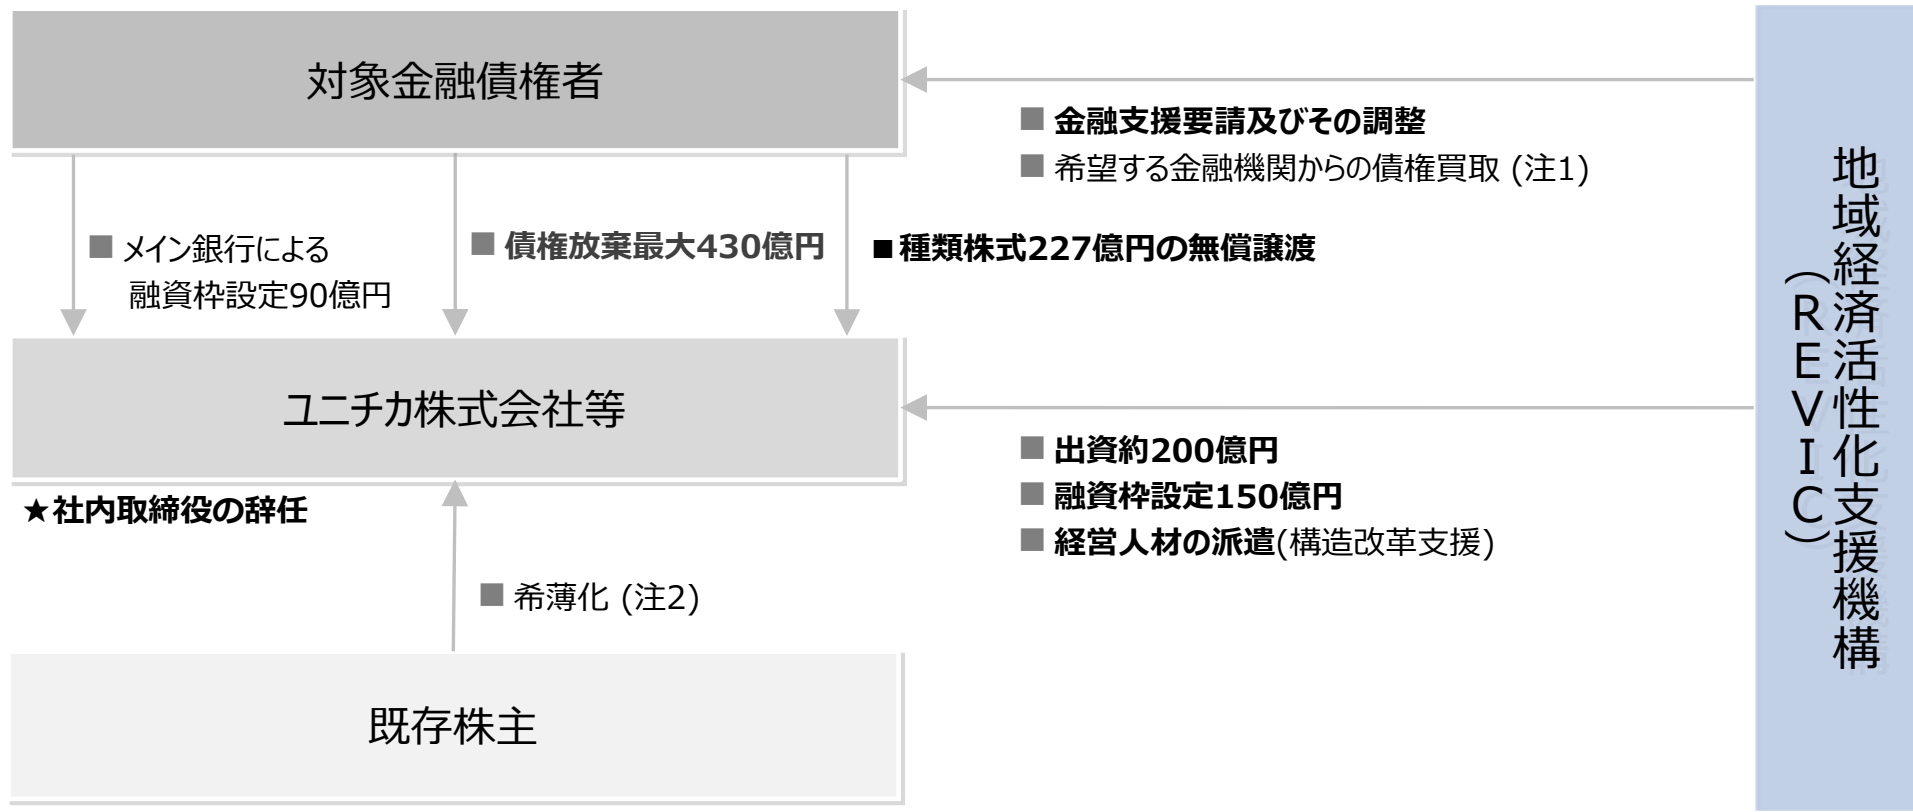 対象金融債権者
■ 金融支援要請及びその調整
■ 希望する金融機関からの債権買取 (注1)
■ メイン銀行による
融資枠設定90億円
■ 債権放棄最大430億円
■種類株式227億円の無償譲渡
ユニチカ株式会社等
★社内取締役の辞任
■ 出資約200億円
■ 融資枠設定150億円
■ 経営人材の派遣(構造改革支援)
■ 希薄化 (注2)
既存株主
地域経済活性化支援機構
（ＲＥＶＩＣ）